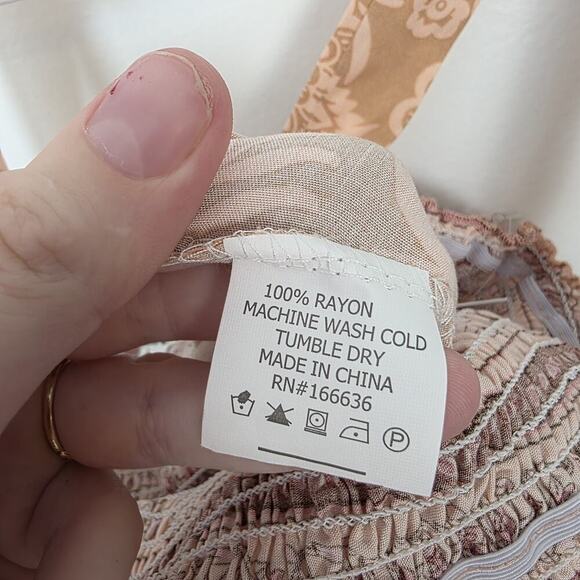 100% RAYON
MACHINE WASH COLD
TUMBLE DRY
MADE IN CHINA
RN#166636
P